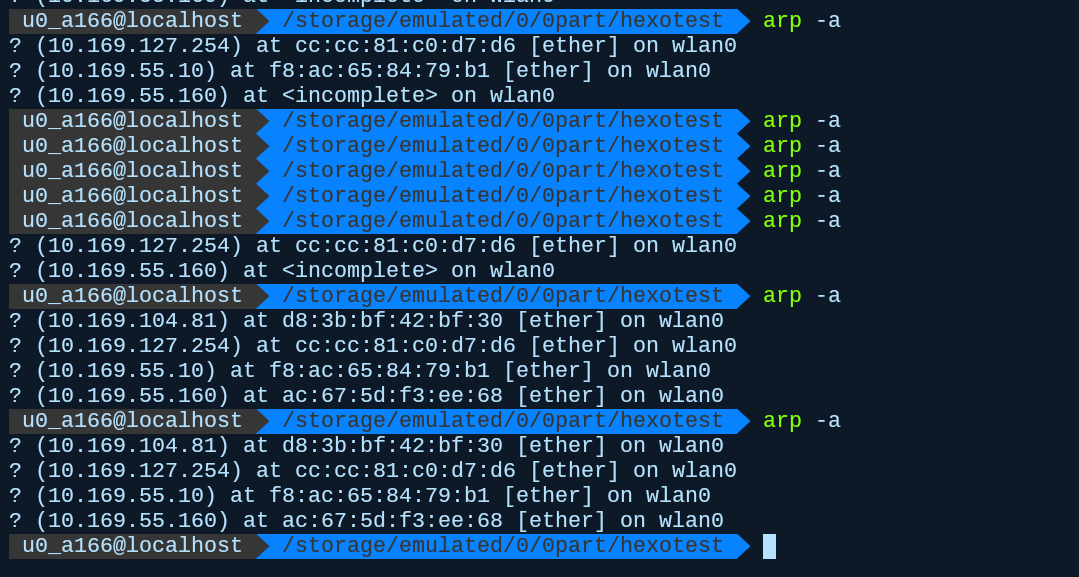 u0_a166@localhost /storage/emulated/0/0part/hexotest arp -a
? (10.169.127.254) at cc:cc:81:c0:d7:d6 [ether] on wlan0
? (10.169.55.10) at f8:ac:65:84:79:b1 [ether] on wlan0
? (10.169.55.160) at <incomplete> on wlan0
u0_a166@localhost /storage/emulated/0/0part/hexotest arp -a
u0_a166@localhost /storage/emulated/0/0part/hexotest arp -a
u0_a166@localhost /storage/emulated/0/0part/hexotest arp -a
u0_a166@localhost /storage/emulated/0/0part/hexotest arp -a
u0_a166@localhost /storage/emulated/0/0part/hexotest arp -a
? (10.169.127.254) at cc:cc:81:c0:d7:d6 [ether] on wlan0
? (10.169.55.160) at <incomplete> on wlan0
u0_a166@localhost /storage/emulated/0/0part/hexotest arp -a
? (10.169.104.81) at d8:3b:bf:42:bf:30 [ether] on wlan0
? (10.169.127.254) at cc:cc:81:c0:d7:d6 [ether] on wlan0
? (10.169.55.10) at f8:ac:65:84:79:b1 [ether] on wlan0
? (10.169.55.160) at ac:67:5d:f3:ee:68 [ether] on wlan0
u0_a166@localhost /storage/emulated/0/0part/hexotest arp -a
? (10.169.104.81) at d8:3b:bf:42:bf:30 [ether] on wlan0
? (10.169.127.254) at cc:cc:81:c0:d7:d6 [ether] on wlan0
? (10.169.55.10) at f8:ac:65:84:79:b1 [ether] on wlan0
? (10.169.55.160) at ac:67:5d:f3:ee:68 [ether] on wlan0
u0_a166@localhost /storage/emulated/0/0part/hexotest